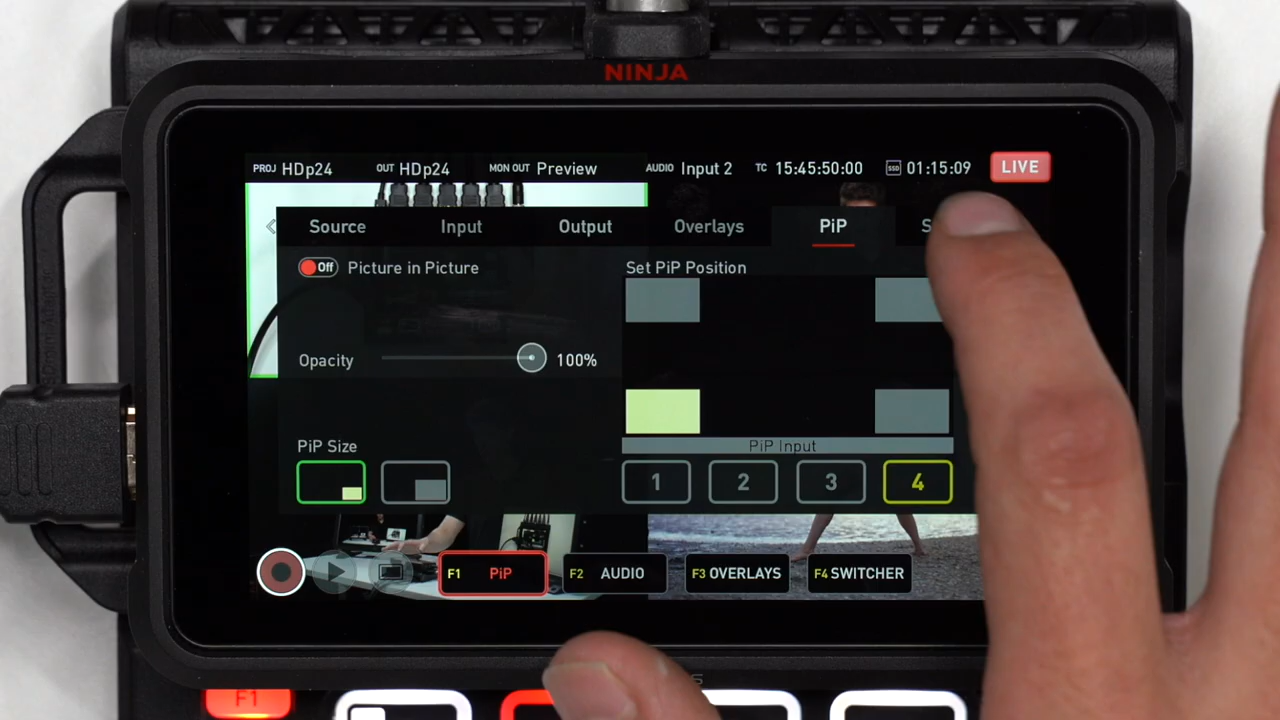 NINJA
PROJ HDp24 OUT HDp24 MON OUT Preview AUDIO Input 2 TC 15:45:50:00 SSD 01:15:09 LIVE
Source Input Output Overlays PiP
Off Picture in Picture Set PiP Position
Opacity 100%
PiP Size PiP Input
1 2 3 4
F1 PiP F2 AUDIO F3 OVERLAYS F4 SWITCHER
F1